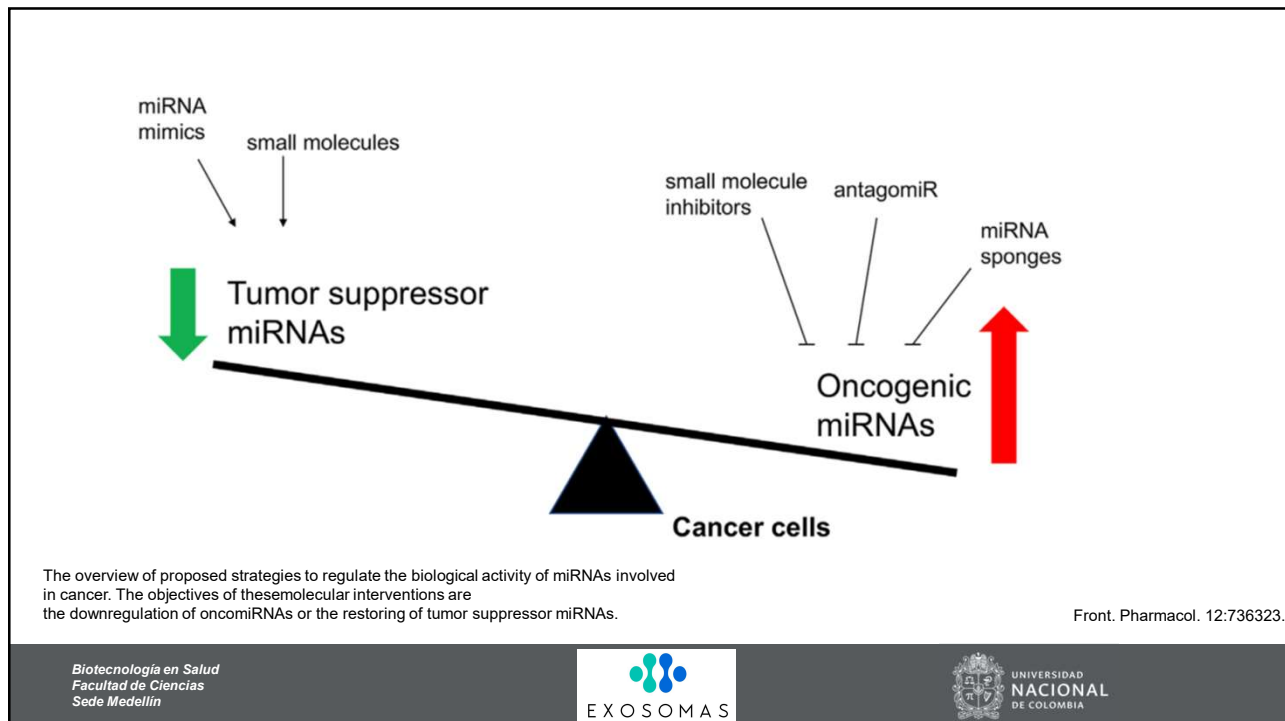 miRNA
mimics
small molecules
small molecule
inhibitors
antagomiR
miRNA
sponges
Tumor suppressor
miRNAs
Oncogenic
miRNAs
Cancer cells
The overview of proposed strategies to regulate the biological activity of miRNAs involved
in cancer. The objectives of thesemolecular interventions are
the downregulation of oncomiRNAs or the restoring of tumor suppressor miRNAs.
Front. Pharmacol. 12:736323.
Biotecnología en Salud
Facultad de Ciencias
Sede Medellín
EXOSOMAS
UNIVERSIDAD
NACIONAL
DE COLOMBIA